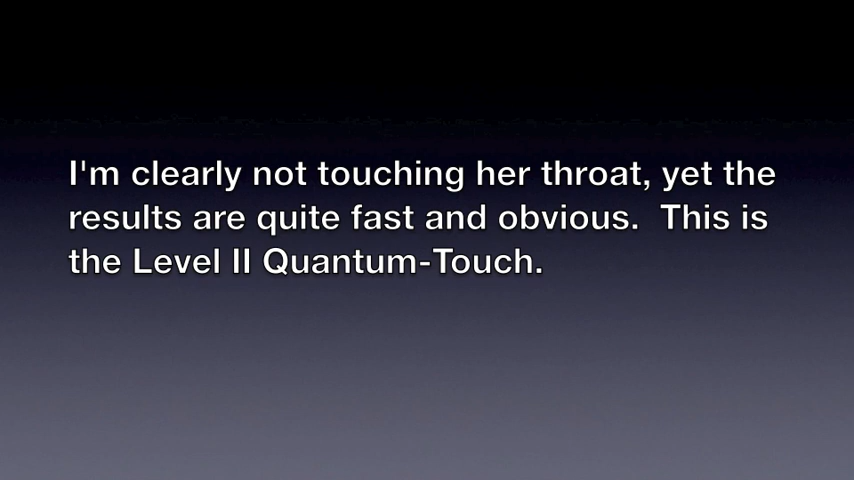 I'm clearly not touching her throat, yet the
results are quite fast and obvious.  This is
the Level II Quantum-Touch.